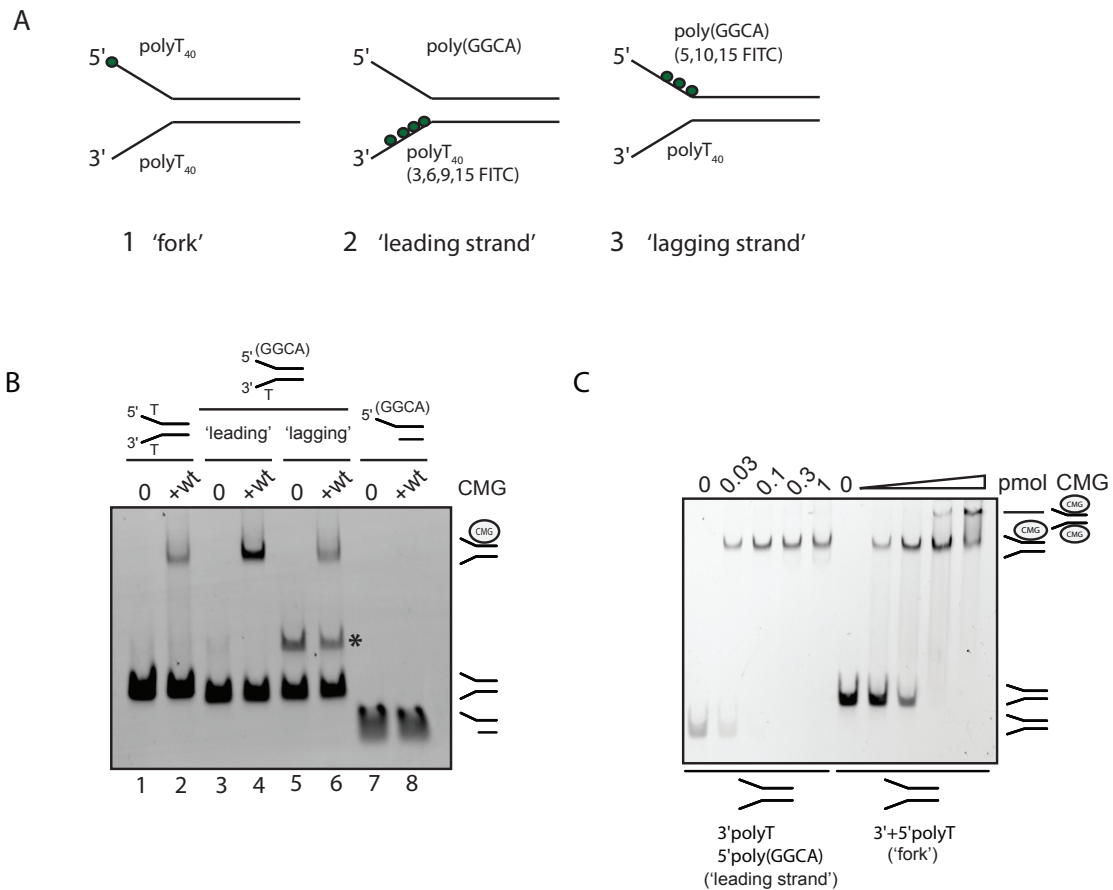 A
5' polyT40
3' polyT40
1 'fork'
poly(GGCA)
5'
3' polyT40
(3,6,9,15 FITC)
2 'leading strand'
poly(GGCA)
(5,10,15 FITC)
5'
3' polyT40
3 'lagging strand'
B
5' (GGCA)
3' T
5' T
3' T
'leading' 'lagging'
5' (GGCA)
0 +wt 0 +wt 0 +wt 0 +wt CMG
CMG
*
1 2 3 4 5 6 7 8
C
0 0.03 0.1 0.3 1 0 pmol CMG
CMG
CMG
CMG
3'polyT
5'poly(GGCA)
('leading strand')
3'+5'polyT
('fork')